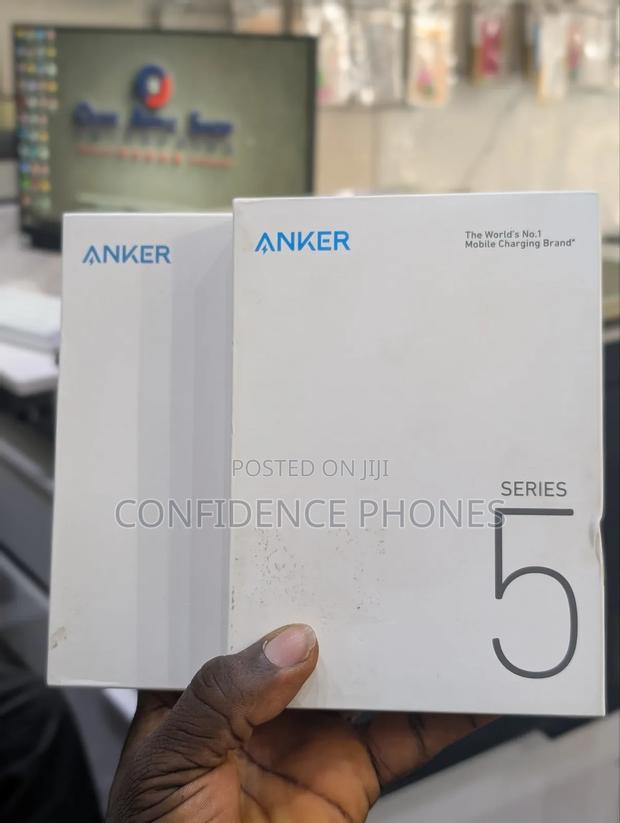 ANKER
ANKER
The World's No.1
Mobile Charging Brand*
POSTED ON JIJI
CONFIDENCE PHONES
SERIES
5